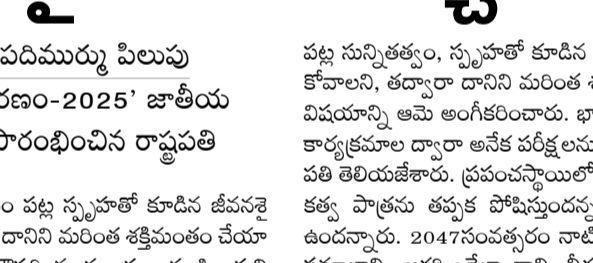 పదిముర్ము పిలుపు
రణం-2025' జాతీయ
రాష్ట్రపతి
పట్ల స్పృహతో కూడిన జీవనశై
దానిని మరింత శక్తిమంతం చేయా
పట్ల సున్నితత్వం, స్పృహతో కూడిన
కోవాలని, తద్వారా దానిని మరింత
విషయాన్ని ఆమె అంగీకరించారు. భా
కార్యక్రమాల ద్వారా అనేక పరీక్షలను
పతి తెలియజేశారు. ప్రపంచస్థాయిలో
కత్వ పాత్రను తప్పక పోషిస్తుందన్న
ఉందన్నారు. 2047సంవత్సరం నాటి